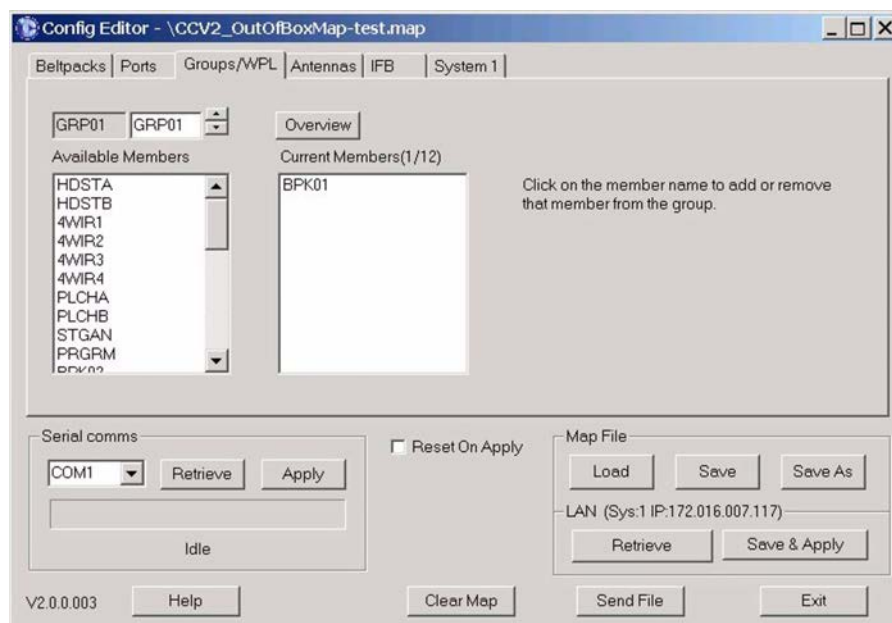 Config Editor - \CCV2_OutOfBoxMap-test.map
Beltpacks Ports Groups/WPL Antennas IFB System 1
GRP01 GRP01 Overview
Available Members
HDSTA
HDSTB
4WIR1
4WIR2
4WIR3
4WIR4
PLCHA
PLCHB
STGAN
PRGRM
Current Members(1/12)
BPK01
Click on the member name to add or remove
that member from the group.
Serial comms
COM1 Retrieve Apply
Idle
Reset On Apply
Map File
Load Save Save As
LAN (Sys:1 IP:172.016.007.117)
Retrieve Save & Apply
V2.0.0.003 Help Clear Map Send File Exit